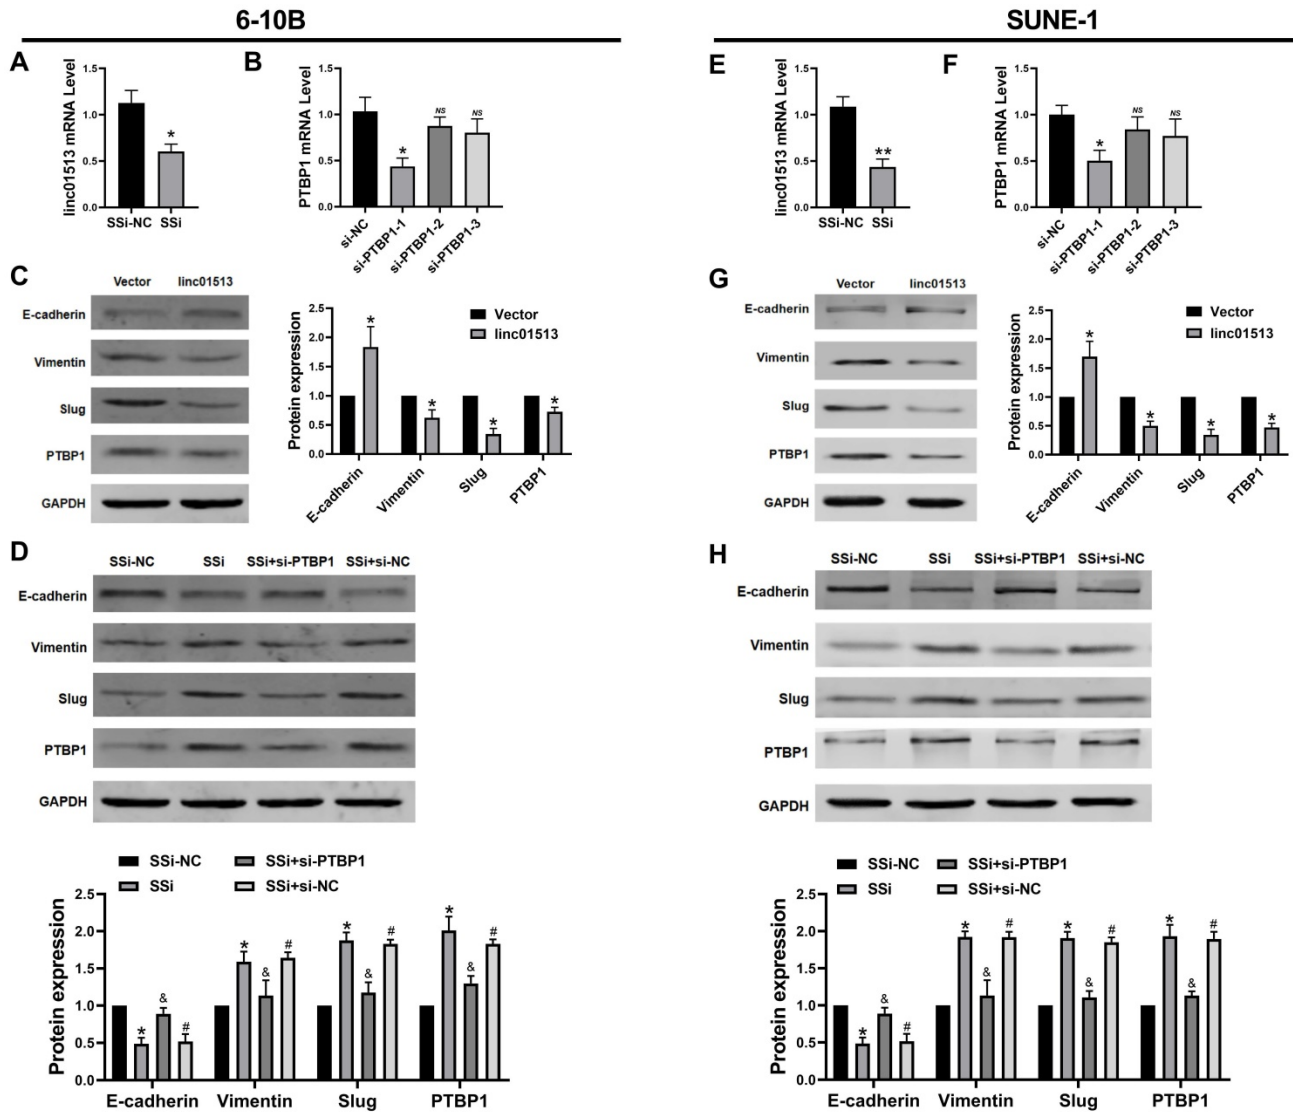 6-10B
SUNE-1
A
linc01513 mRNA Level
1.5
1.0
0.5
0.0
*
SSi-NC SSi
B
PTBP1 mRNA Level
1.5
1.0
0.5
0.0
* NS NS
si-NC si-PTBP1-1 si-PTBP1-2 si-PTBP1-3
E
linc01513 mRNA Level
1.5
1.0
0.5
0.0
**
SSi-NC SSi
F
PTBP1 mRNA Level
1.5
1.0
0.5
0.0
* NS NS
si-NC si-PTBP1-1 si-PTBP1-2 si-PTBP1-3
C
Vector linc01513
E-cadherin
Vimentin
Slug
PTBP1
GAPDH
Protein expression
2.5
2.0
1.5
1.0
0.5
0.0
Vector
linc01513
* * * *
E-cadherin Vimentin Slug PTBP1
G
Vector linc01513
E-cadherin
Vimentin
Slug
PTBP1
GAPDH
Protein expression
2.5
2.0
1.5
1.0
0.5
0.0
Vector
linc01513
* * * *
E-cadherin Vimentin Slug PTBP1
D
SSi-NC SSi SSi+si-PTBP1 SSi+si-NC
E-cadherin
Vimentin
Slug
PTBP1
GAPDH
SSi-NC SSi+si-PTBP1
SSi SSi+si-NC
Protein expression
2.5
2.0
1.5
1.0
0.5
0.0
* & # * & # * & # * & #
E-cadherin Vimentin Slug PTBP1
H
SSi-NC SSi SSi+si-PTBP1 SSi+si-NC
E-cadherin
Vimentin
Slug
PTBP1
GAPDH
SSi-NC SSi+si-PTBP1
SSi SSi+si-NC
Protein expression
2.5
2.0
1.5
1.0
0.5
0.0
* & # * & # * & # * & #
E-cadherin Vimentin Slug PTBP1